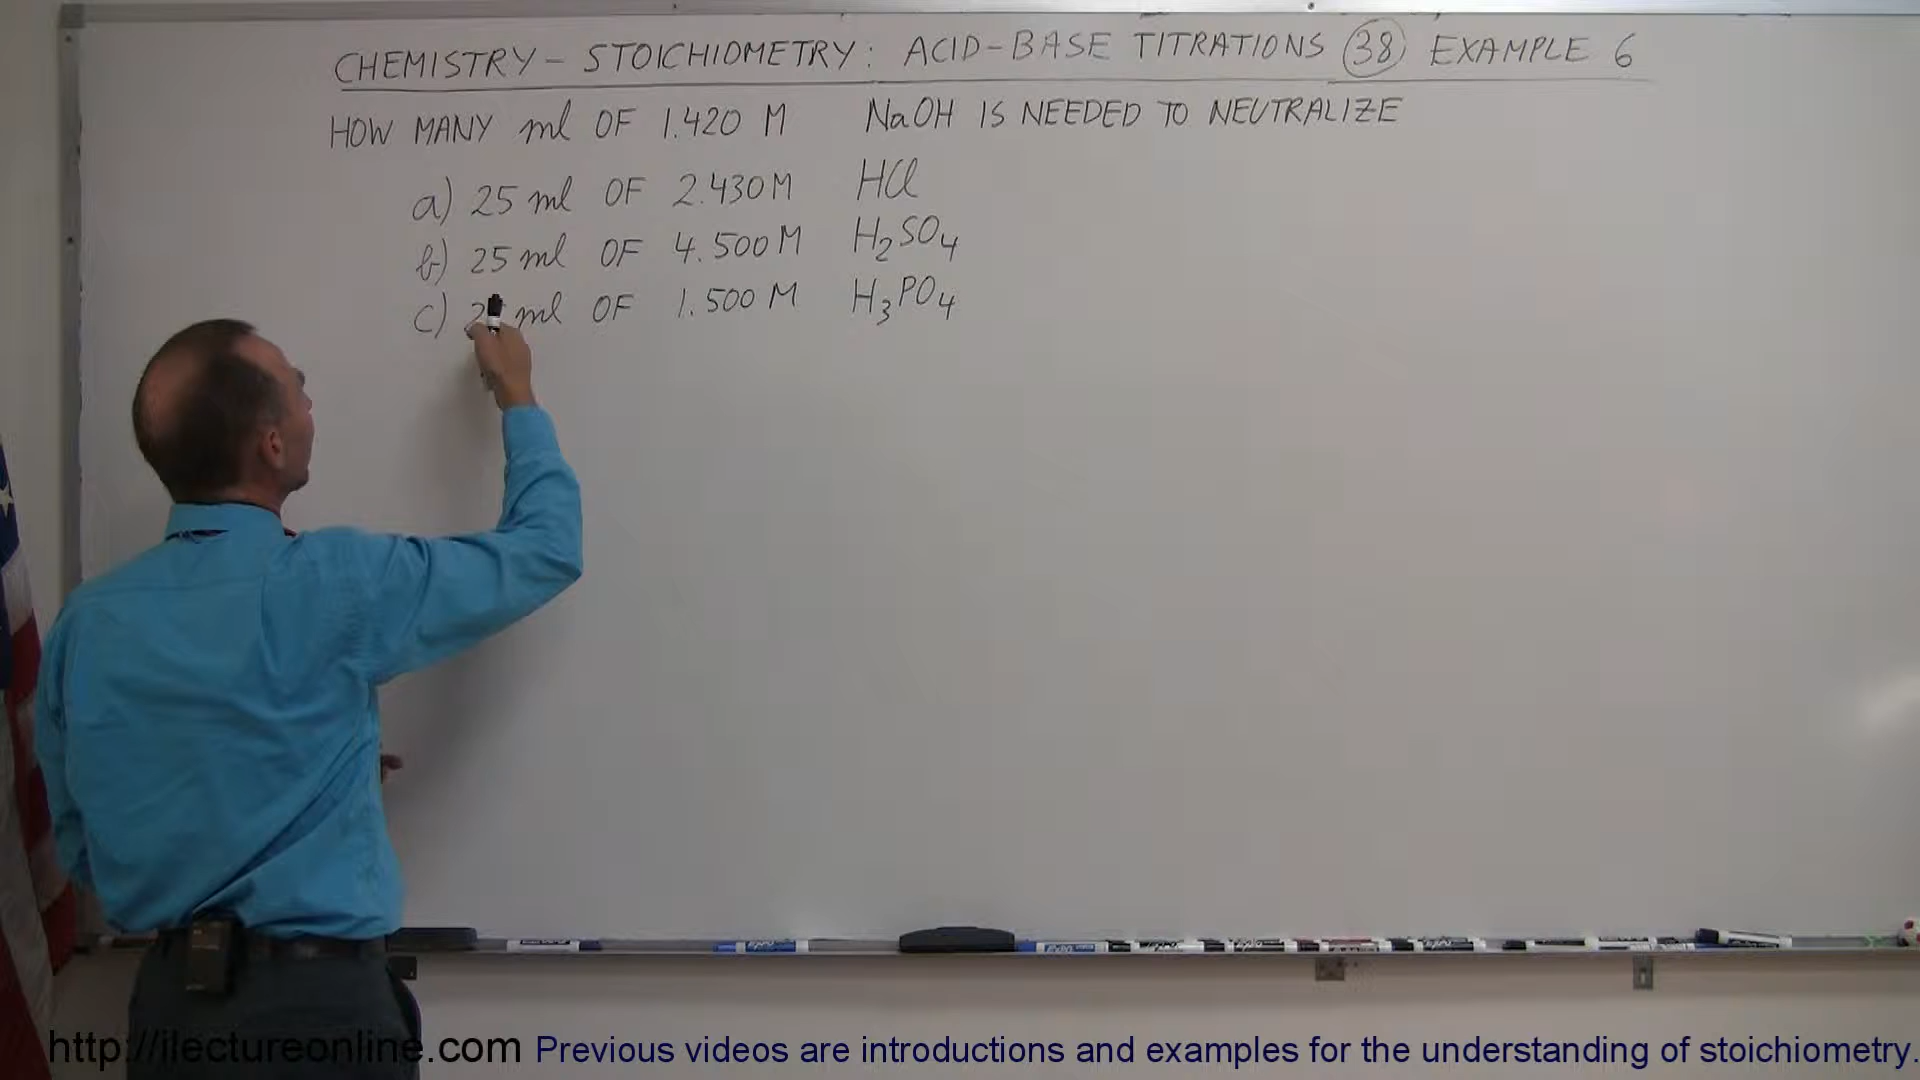 CHEMISTRY - STOICHIOMETRY: ACID-BASE TITRATIONS 38 EXAMPLE 6
HOW MANY ml OF 1.420 M NaOH IS NEEDED TO NEUTRALIZE
a) 25 ml OF 2.430 M HCl
b) 25 ml OF 4.500 M H₂SO₄
c) ml OF 1.500 M H₃PO₄
http://ilectureonline.com Previous videos are introductions and examples for the understanding of stoichiometry.